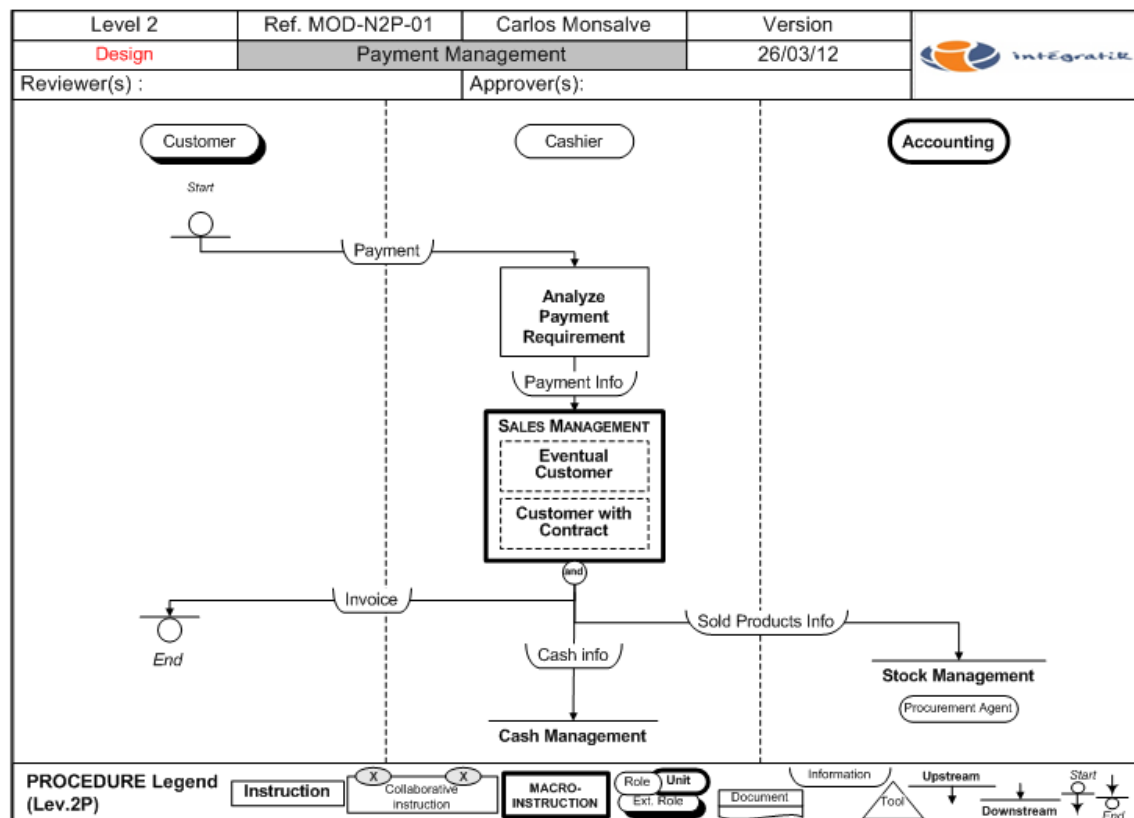 Level 2
Ref. MOD-N2P-01
Carlos Monsalve
Version
Design
Payment Management
26/03/12
intégratik
Reviewer(s) :
Approver(s):
Customer
Cashier
Accounting
Start
Payment
Analyze
Payment
Requirement
Payment Info
SALES MANAGEMENT
Eventual
Customer
Customer with
Contract
and
Invoice
Sold Products Info
End
Cash info
Stock Management
Procurement Agent
Cash Management
PROCEDURE Legend
(Lev.2P)
Instruction
X
X
Collaborative
instruction
MACRO-
INSTRUCTION
Role
Unit
Ext. Role
Document
Information
Tool
Upstream
Downstream
Start
End